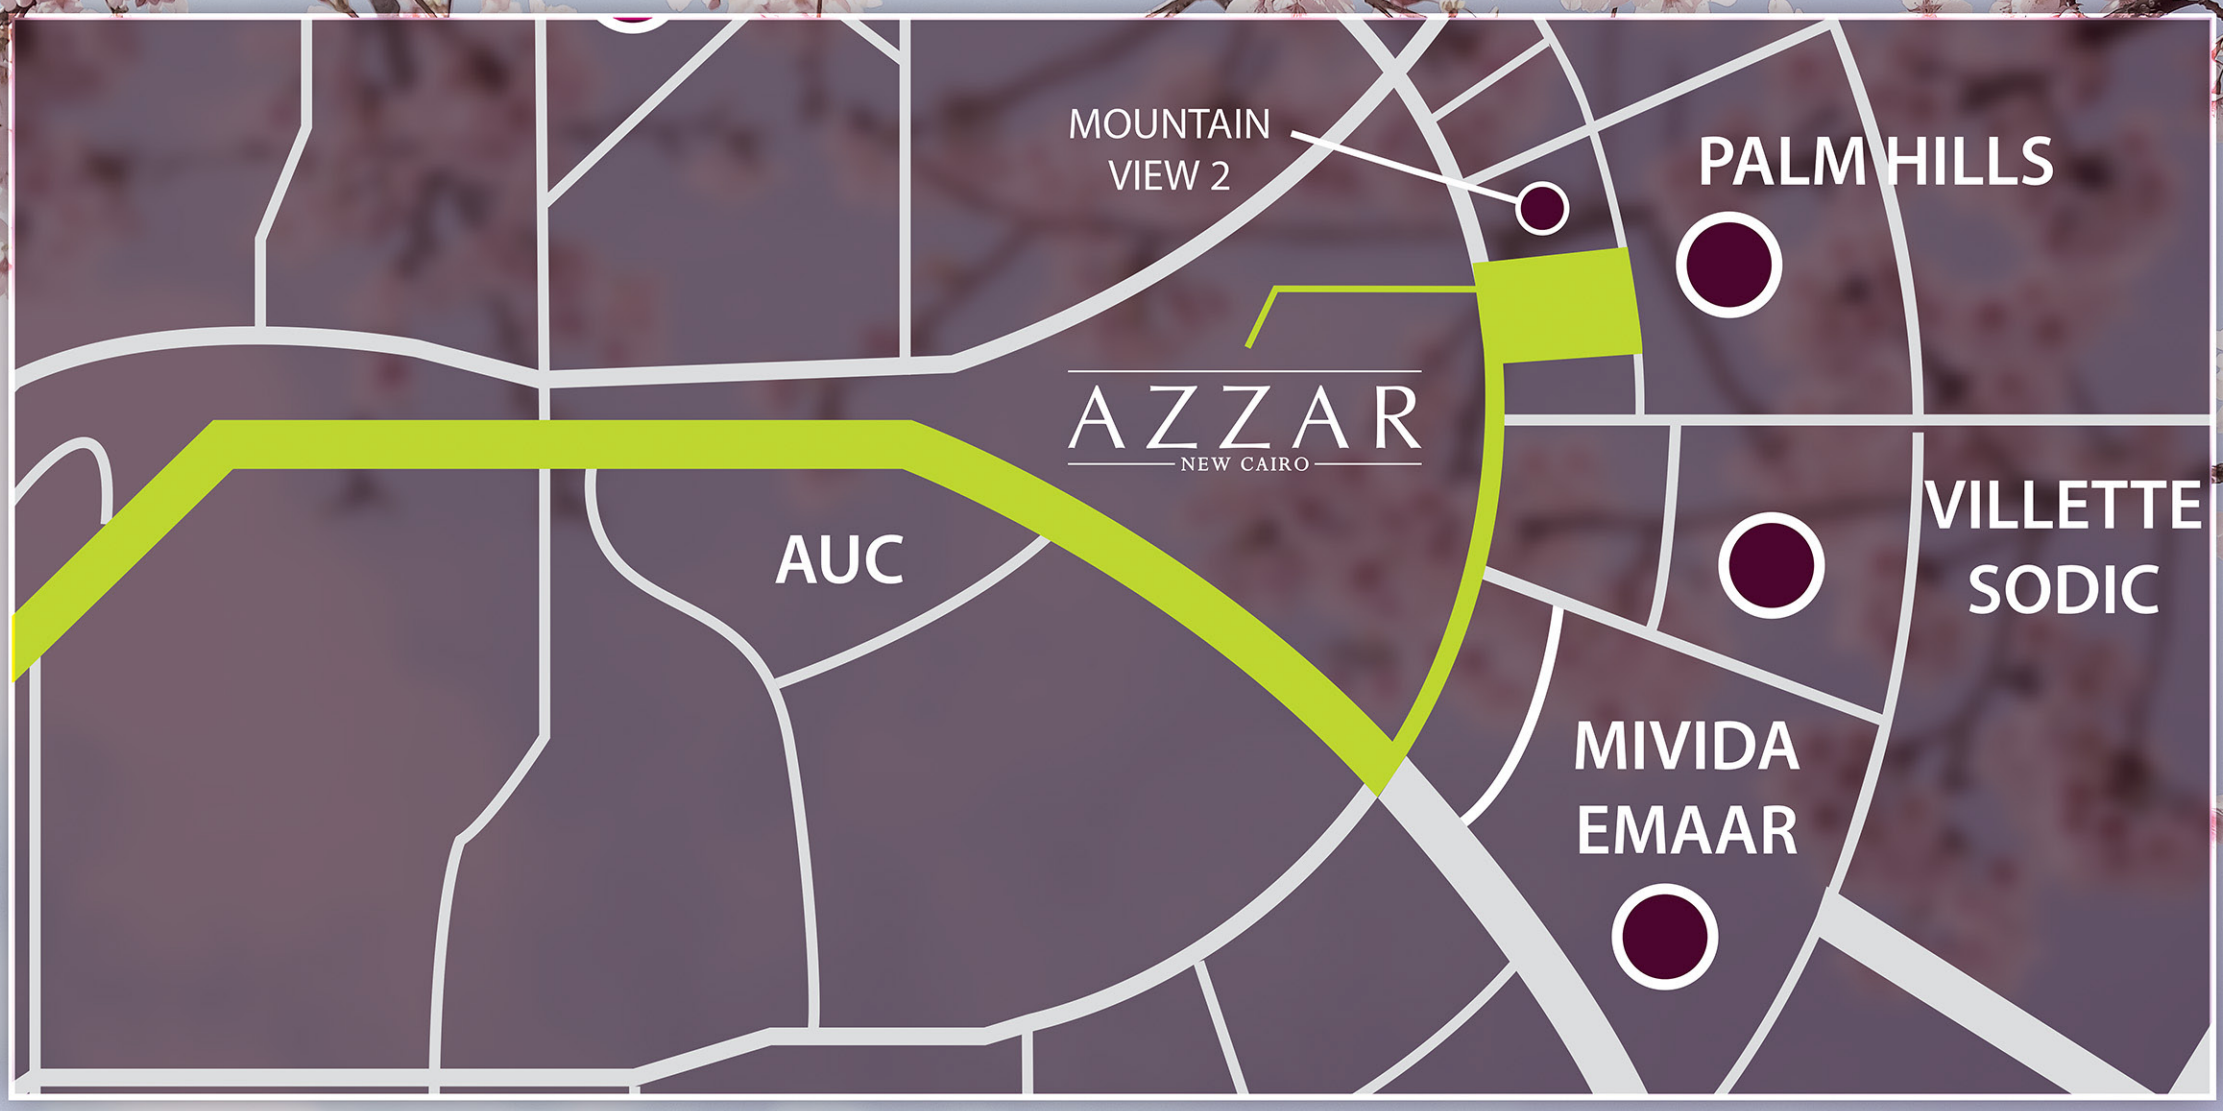 MOUNTAIN
VIEW 2
PALM HILLS
AZZAR
NEW CAIRO
AUC
VILLETTE
SODIC
MIVIDA
EMAAR